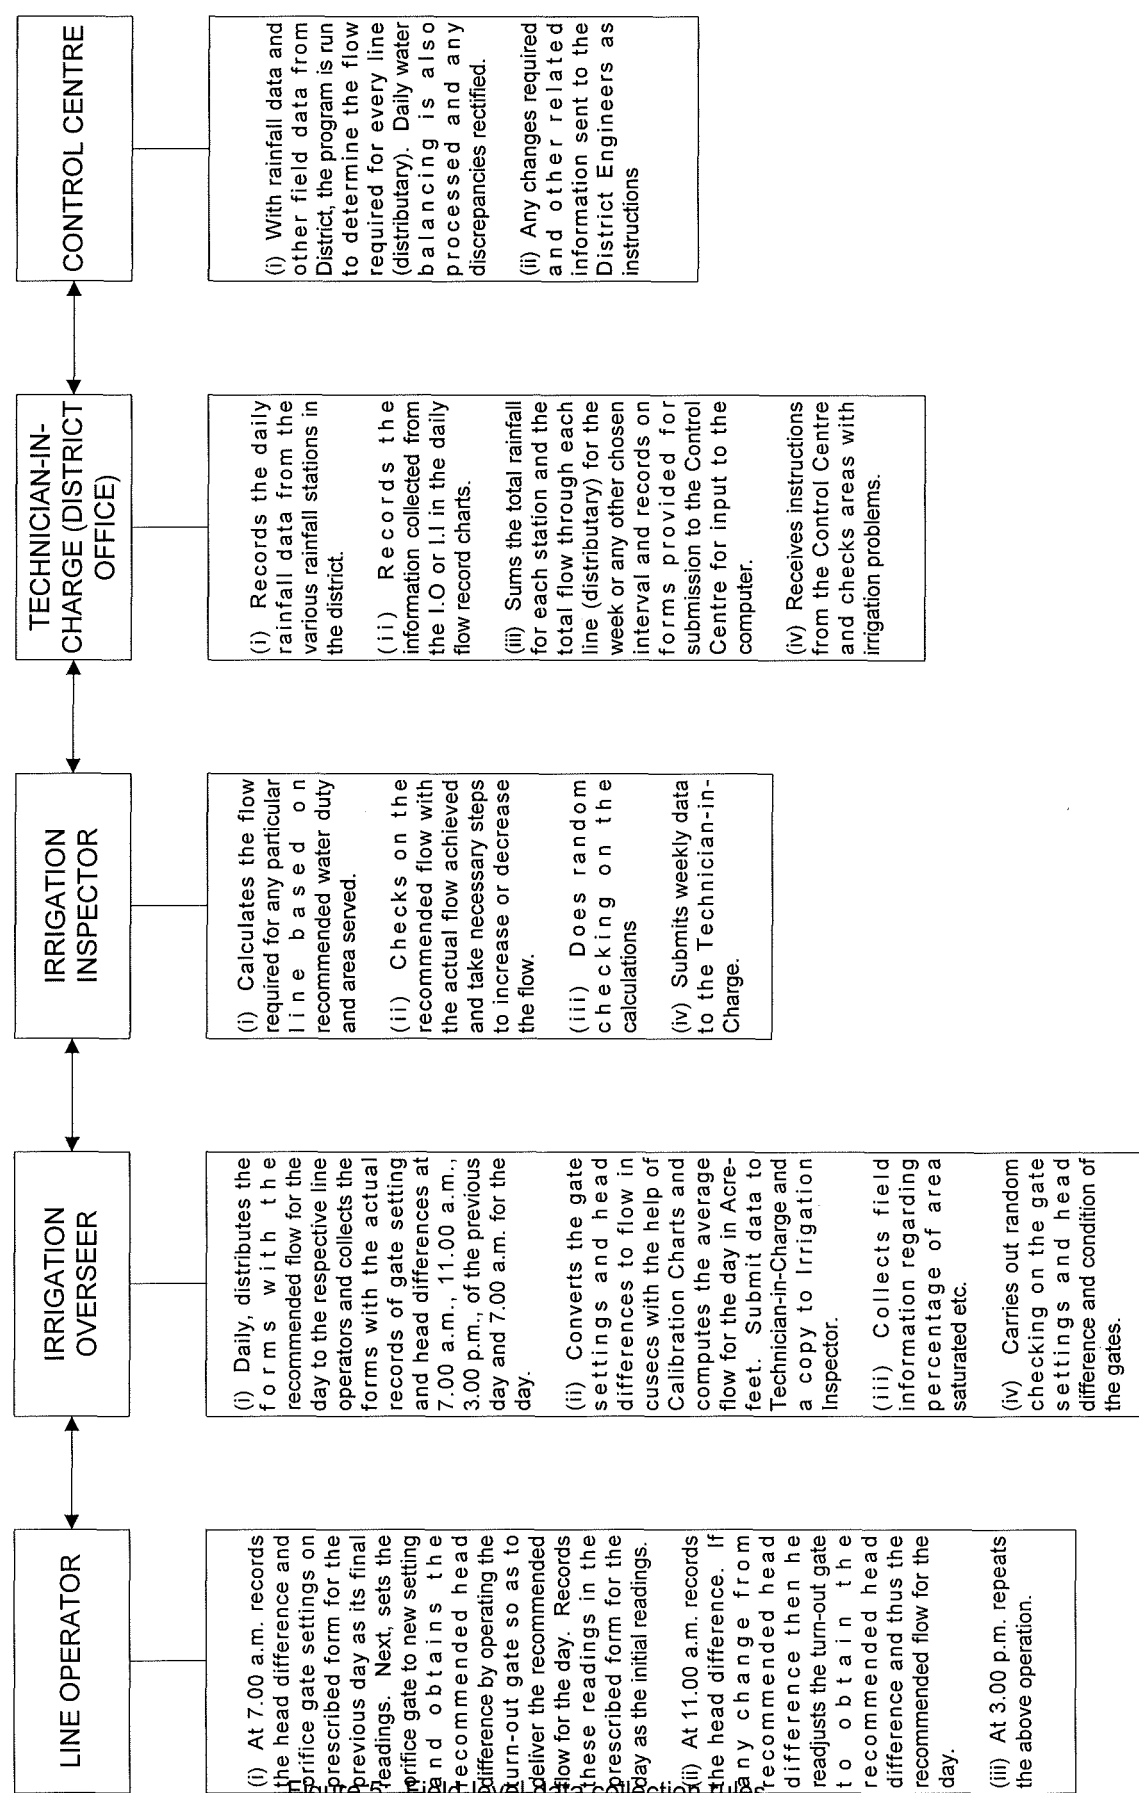 LINE OPERATOR
(i) At 7.00 a.m. records
the head difference and
orifice gate settings on
prescribed form for the
previous day as its final
readings. Next, sets the
orifice gate to new setting
and obtains the
recommended head
difference by operating the
turn-out gate so as to
deliver the recommended
flow for the day. Records
these readings in the
prescribed form for the
day as the initial readings.
(ii) At 11.00 a.m. records
the head difference. If
any change from
recommended head
difference then he
readjusts the turn-out gate
to obtain the
recommended head
difference and thus the
recommended flow for the
day.
(iii) At 3.00 p.m. repeats
the above operation.
IRRIGATION
OVERSEER
(i) Daily, distributes the
forms with the
recommended flow for the
day to the respective line
operators and collects the
forms with the actual
records of gate setting
and head differences at
7.00 a.m., 11.00 a.m.,
3.00 p.m., of the previous
day and 7.00 a.m. for the
day.
(ii) Converts the gate
settings and head
differences to flow in
cusecs with the help of
Calibration Charts and
computes the average
flow for the day in Acre-
feet. Submit data to
Technician-in-Charge and
a copy to Irrigation
Inspector.
(iii) Collects field
information regarding
percentage of area
saturated etc.
(iv) Carries out random
checking on the gate
settings and head
difference and condition of
the gates.
IRRIGATION
INSPECTOR
(i) Calculates the flow
required for any particular
line based on
recommended water duty
and area served.
(ii) Checks on the
recommended flow with
the actual flow achieved
and take necessary steps
to increase or decrease
the flow.
(iii) Does random
checking on the
calculations
(iv) Submits weekly data
to the Technician-in-
Charge.
TECHNICIAN-IN-
CHARGE (DISTRICT
OFFICE)
(i) Records the daily
rainfall data from the
various rainfall stations in
the district.
(ii) Records the
information collected from
the I.O or I.I in the daily
flow record charts.
(iii) Sums the total rainfall
for each station and the
total flow through each
line (distributary) for the
week or any other chosen
interval and records on
forms provided for
submission to the Control
Centre for input to the
computer.
(iv) Receives instructions
from the Control Centre
and checks areas with
irrigation problems.
CONTROL CENTRE
(i) With rainfall data and
other field data from
District, the program is run
to determine the flow
required for every line
(distributary). Daily water
balancing is also
processed and any
discrepancies rectified.
(ii) Any changes required
and other related
information sent to the
District Engineers as
instructions
Figure 5 Field-level data collection rules